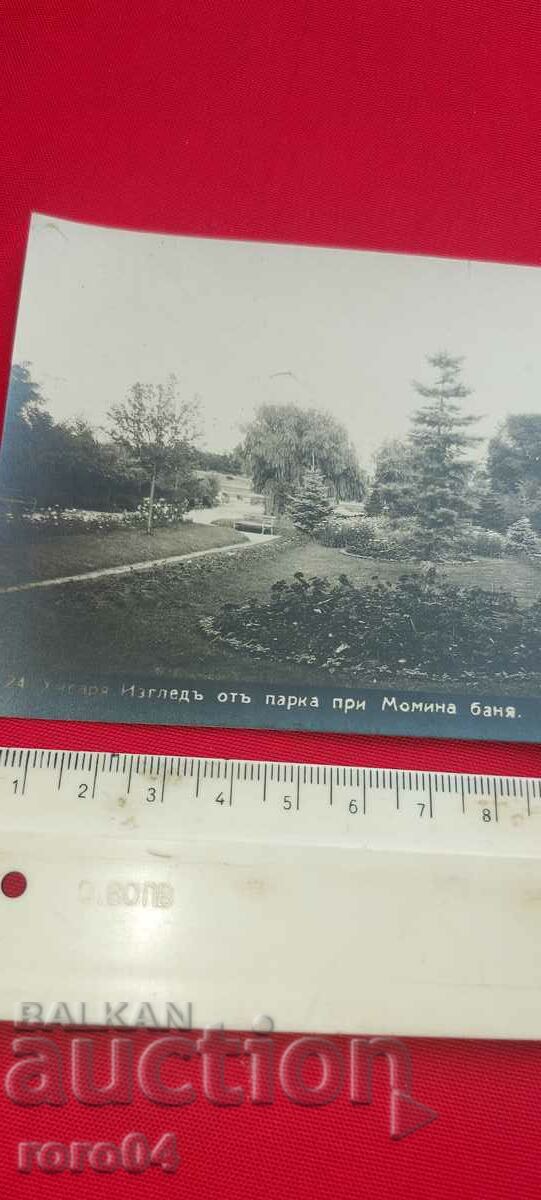 24. Хисаря Изгледъ отъ парка при Момина баня.
1 2 3 4 5 6 7 8
BALKAN
auction
roro04